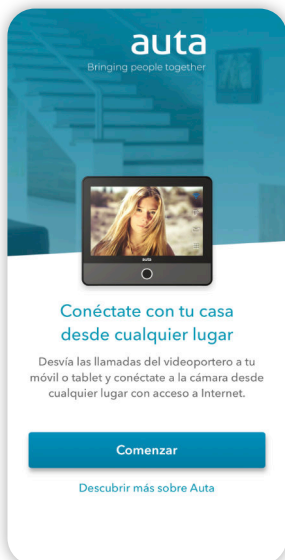 auta
Bringing people together
auta
Conéctate con tu casa
desde cualquier lugar
Desvía las llamadas del videoportero a tu
móvil o tablet y conéctate a la cámara desde
cualquier lugar con acceso a Internet.
Comenzar
Descubrir más sobre Auta